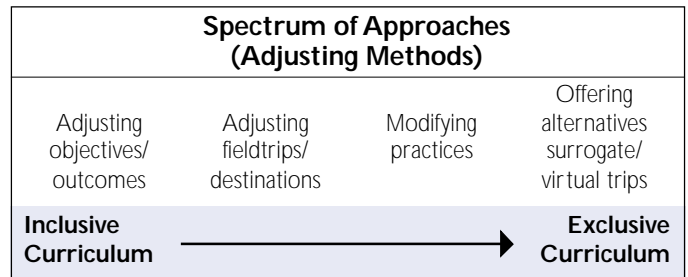 Spectrum of Approaches
(Adjusting Methods)
Adjusting
objectives/
outcomes
Adjusting
fieldtrips/
destinations
Modifying
practices
Offering
alternatives
surrogate/
virtual trips
Inclusive
Curriculum
Exclusive
Curriculum